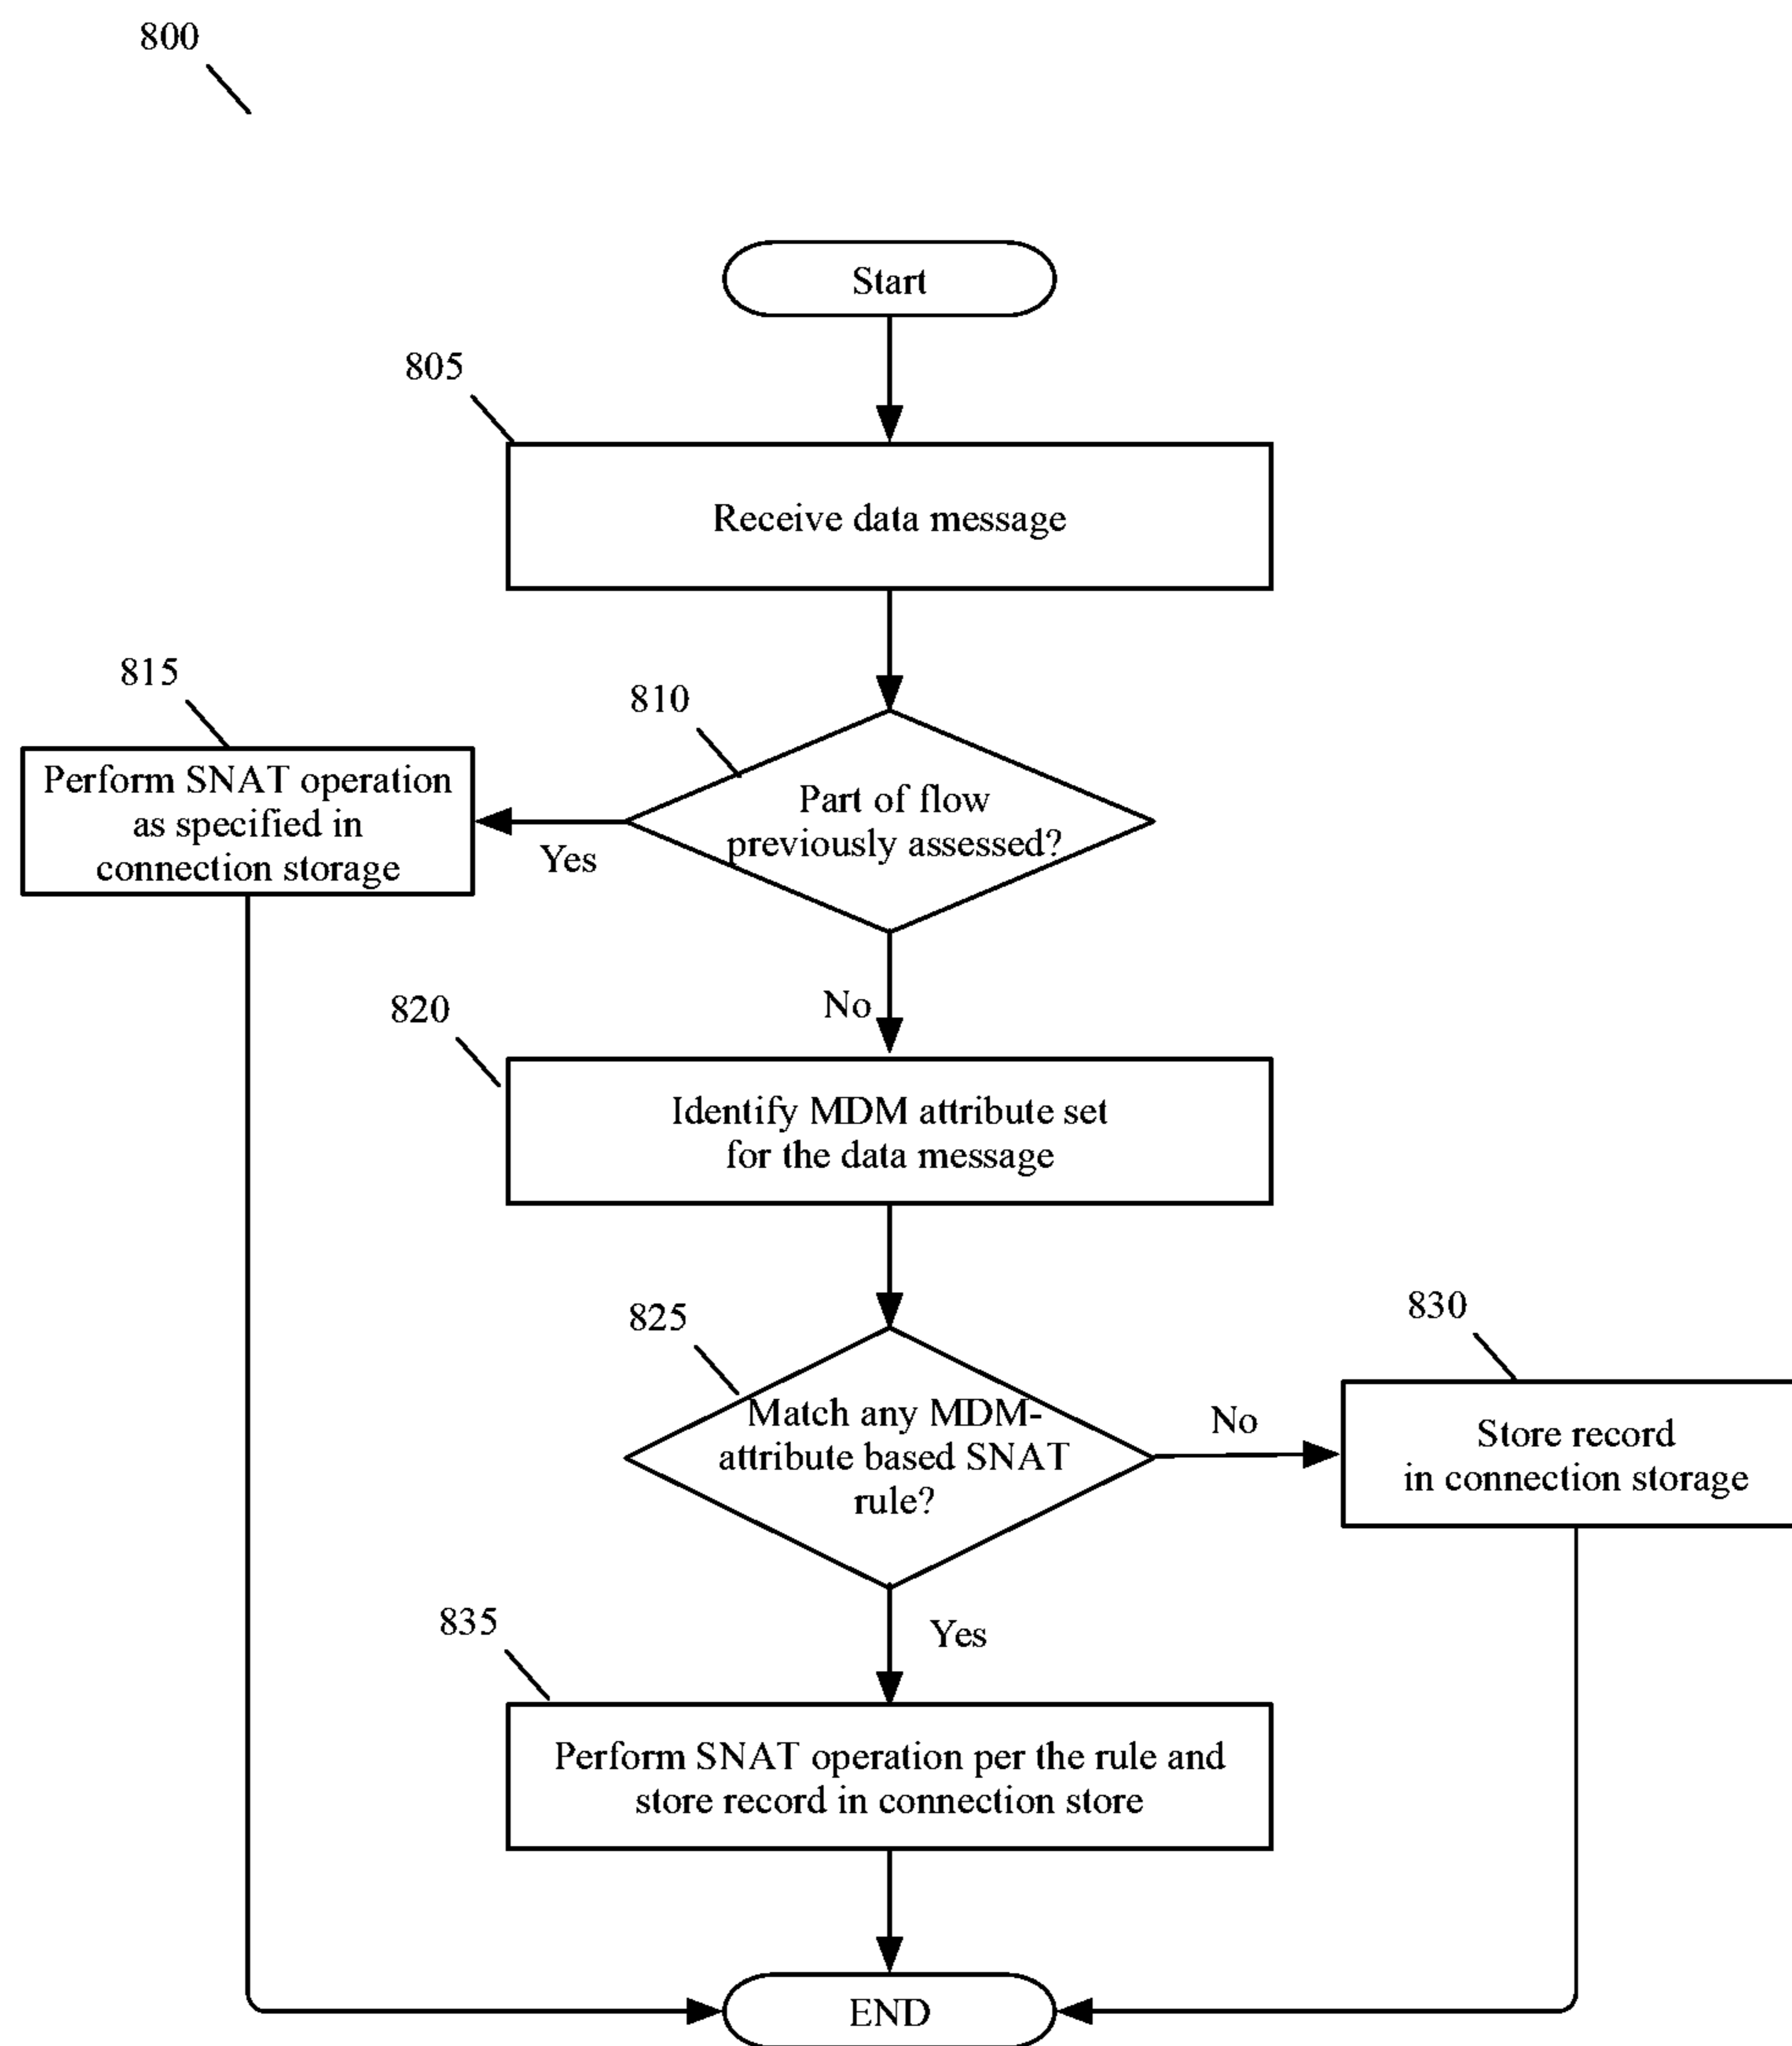 800
Start
805
Receive data message
815
810
Perform SNAT operation
as specified in
connection storage
Part of flow
previously assessed?
Yes
No
820
Identify MDM attribute set
for the data message
825
830
Match any MDM-
attribute based SNAT
rule?
No
Store record
in connection storage
Yes
835
Perform SNAT operation per the rule and
store record in connection store
END